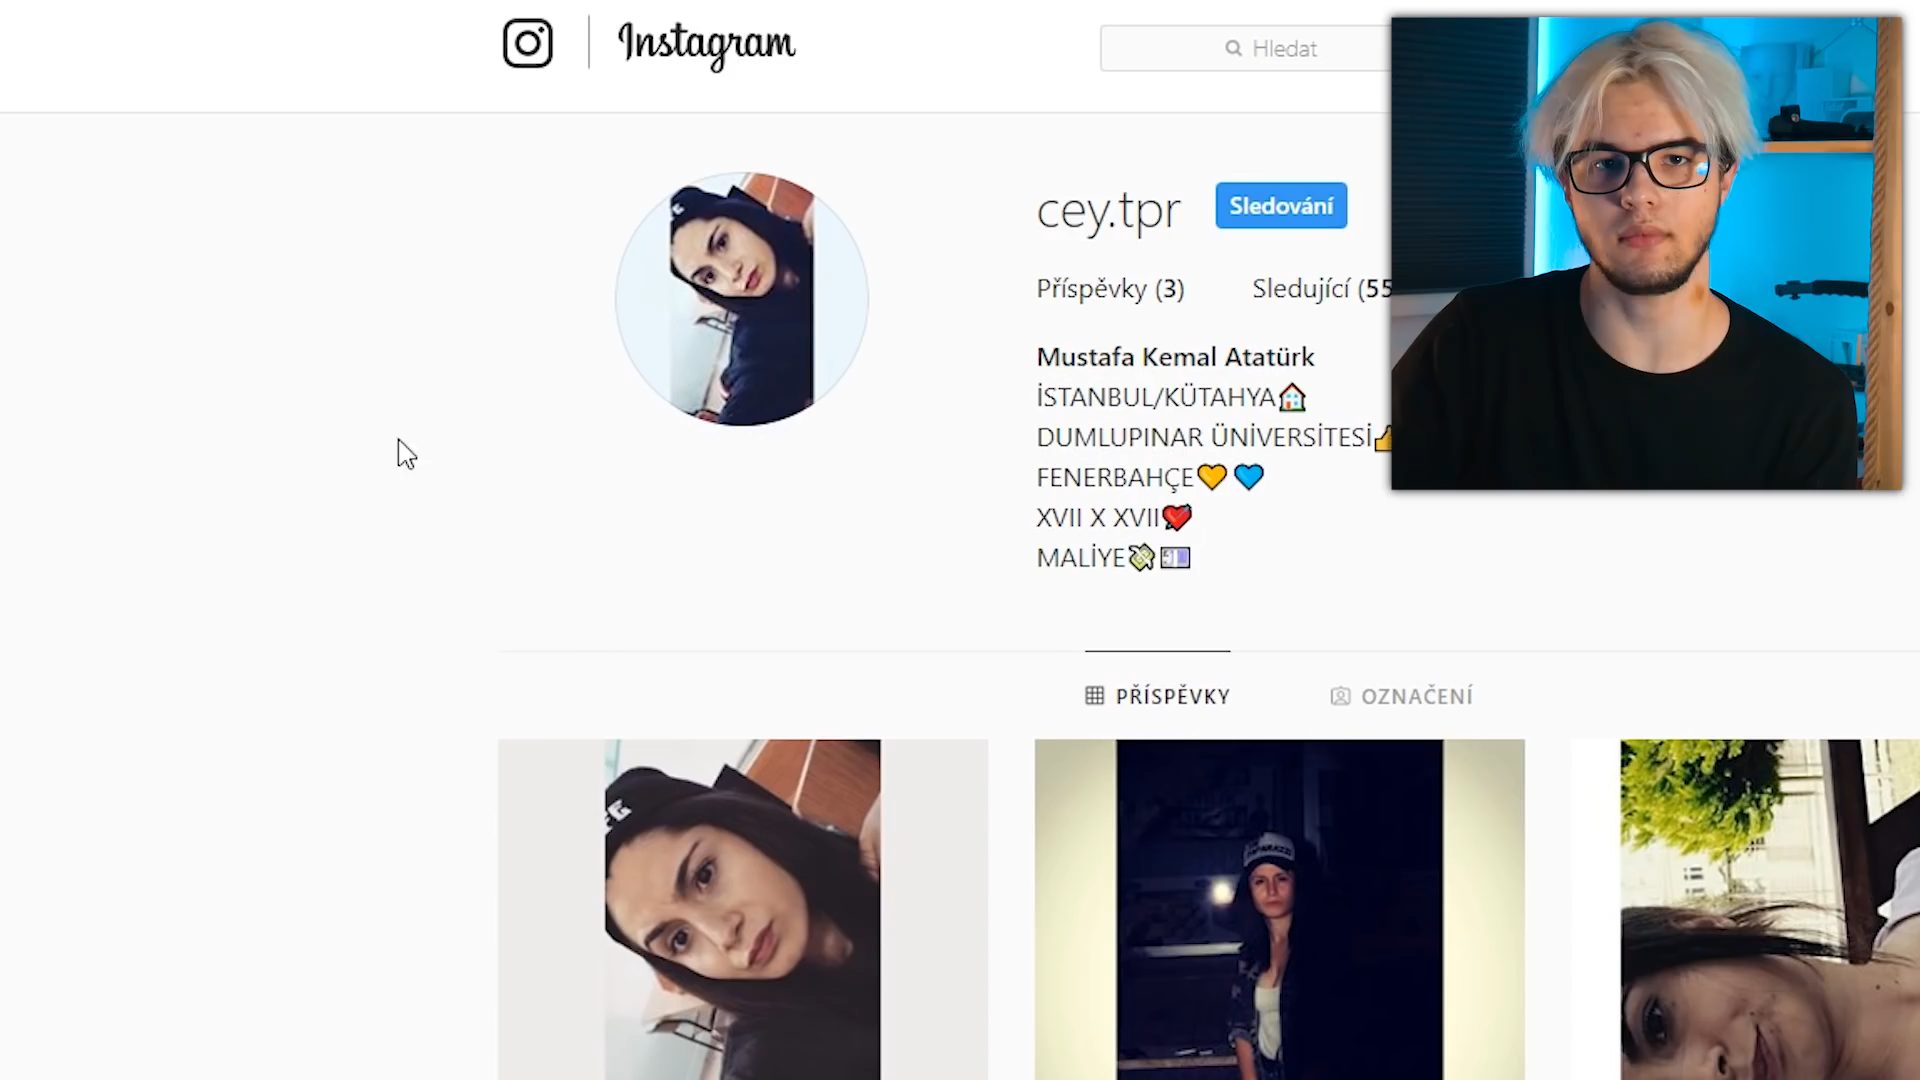 Instagram
Hledat
cey.tpr
Sledování
Příspěvky (3)
Sledující (55
Mustafa Kemal Atatürk
İSTANBUL/KÜTAHYA🏠
DUMLUPINAR ÜNİVERSİTESİ👍
FENERBAHÇE💛💙
XVII X XVII💘
MALİYE💸💶
PŘÍSPĚVKY
OZNAČENÍ